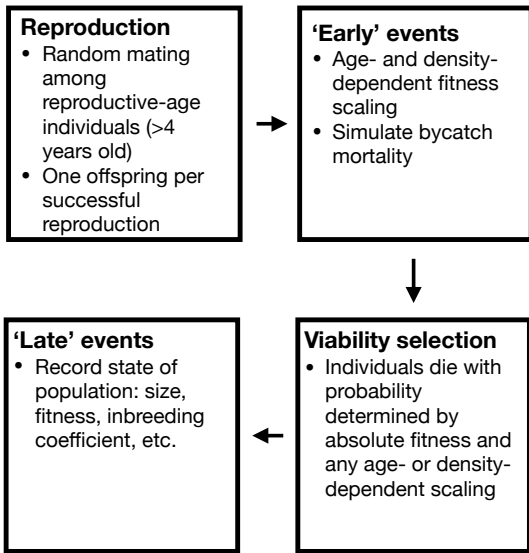 Reproduction
• Random mating
among
reproductive-age
individuals (>4
years old)
• One offspring per
successful
reproduction
‘Early’ events
• Age- and density-
dependent fitness
scaling
• Simulate bycatch
mortality
Viability selection
• Individuals die with
probability
determined by
absolute fitness and
any age- or density-
dependent scaling
‘Late’ events
• Record state of
population: size,
fitness, inbreeding
coefficient, etc.